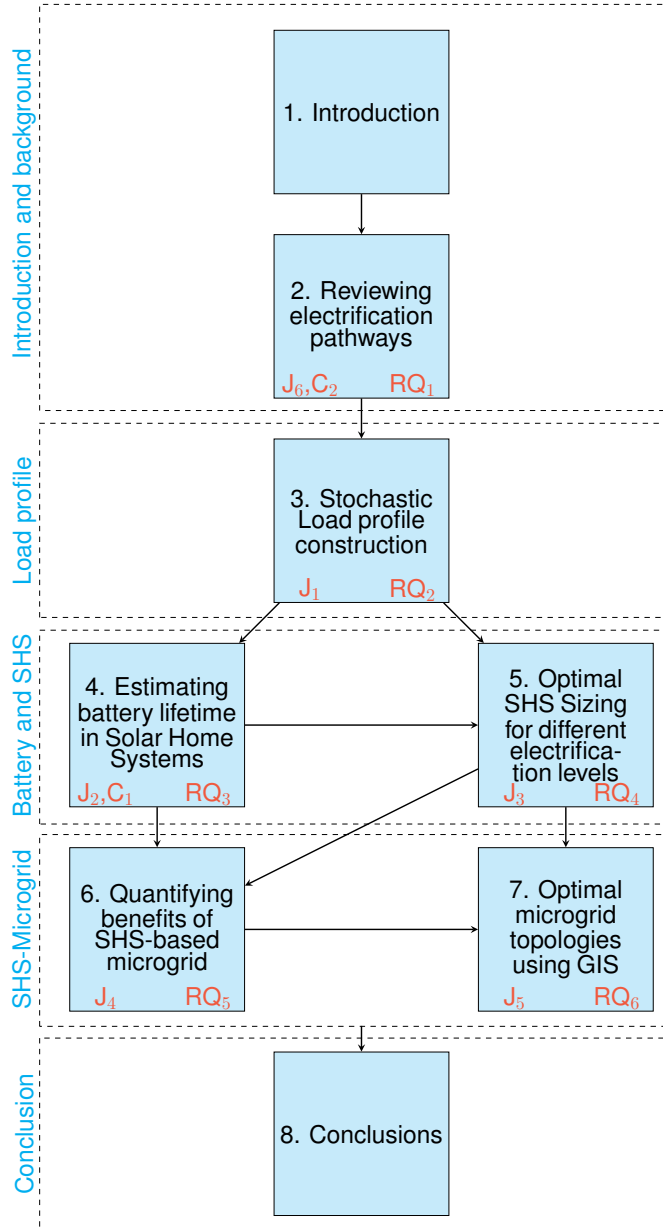 Introduction and background
1. Introduction
2. Reviewing
electrification
pathways
J₆,C₂ RQ₁
Load profile
3. Stochastic
Load profile
construction
J₁ RQ₂
Battery and SHS
4. Estimating
battery lifetime
in Solar Home
Systems
J₂,C₁ RQ₃
5. Optimal
SHS Sizing
for different
electrifica-
tion levels
J₃ RQ₄
SHS-Microgrid
6. Quantifying
benefits of
SHS-based
microgrid
J₄ RQ₅
7. Optimal
microgrid
topologies
using GIS
J₅ RQ₆
Conclusion
8. Conclusions